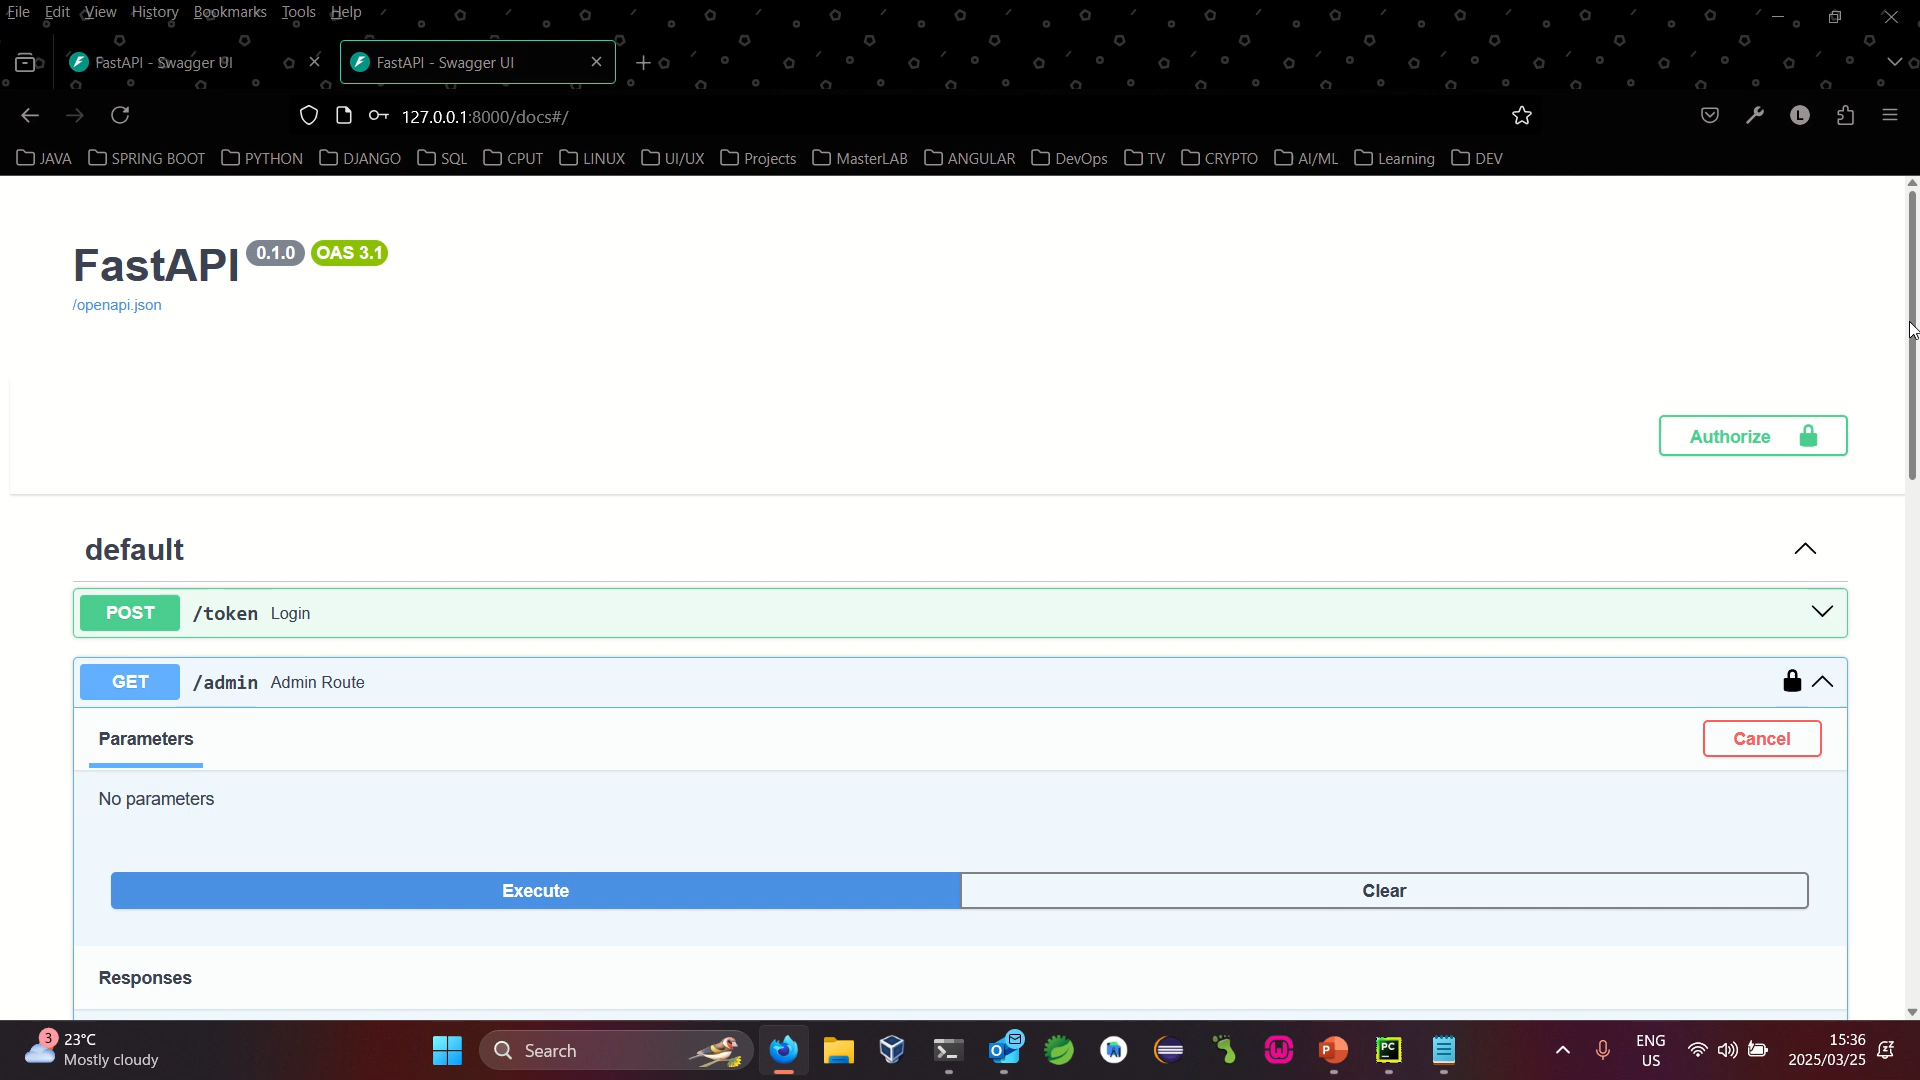 File Edit View History Bookmarks Tools Help
FastAPI - Swagger UI
FastAPI - Swagger UI
127.0.0.1:8000/docs#/
L
JAVA SPRING BOOT PYTHON DJANGO SQL CPUT LINUX UI/UX Projects MasterLAB ANGULAR DevOps TV CRYPTO AI/ML Learning DEV
FastAPI 0.1.0 OAS 3.1
/openapi.json
Authorize
default
POST /token Login
GET /admin Admin Route
Parameters Cancel
No parameters
Execute Clear
Responses
3 23°C
Mostly cloudy
Search
PC
ENG
US
15:36
2025/03/25